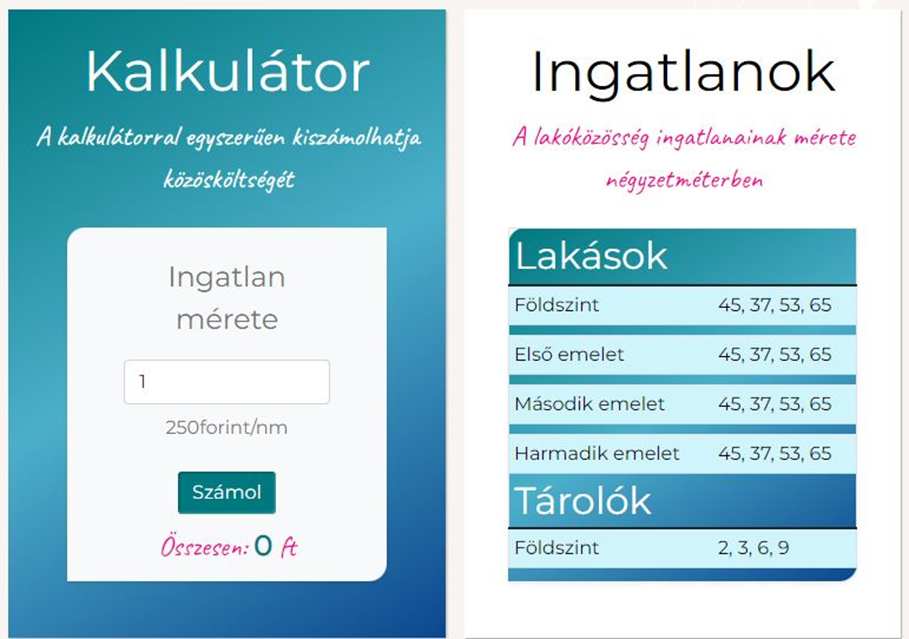 Kalkulátor
A kalkulátorral egyszerűen kiszámolhatja
közösköltségét
Ingatlan
mérete
1
250forint/nm
Számol
Összesen: 0 ft
Ingatlanok
A lakóközösség ingatlanainak mérete
négyzetméterben
Lakások
Földszint 45, 37, 53, 65
Első emelet 45, 37, 53, 65
Második emelet 45, 37, 53, 65
Harmadik emelet 45, 37, 53, 65
Tárolók
Földszint 2, 3, 6, 9